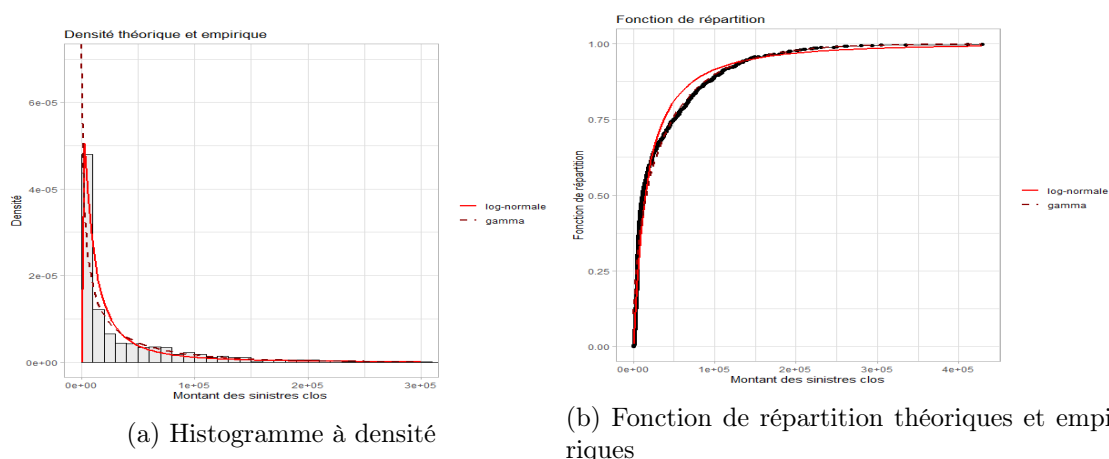 Densité théorique et empirique
Densité
6e-05
4e-05
2e-05
0e+00
0e+00
1e+05
2e+05
3e+05
Montant des sinistres clos
log-normale
gamma
(a) Histogramme à densité
Fonction de répartition
Fonction de répartition
1.00
0.75
0.50
0.25
0.00
0e+00
1e+05
2e+05
3e+05
4e+05
Montant des sinistres clos
log-normale
gamma
(b) Fonction de répartition théoriques et empi
riques